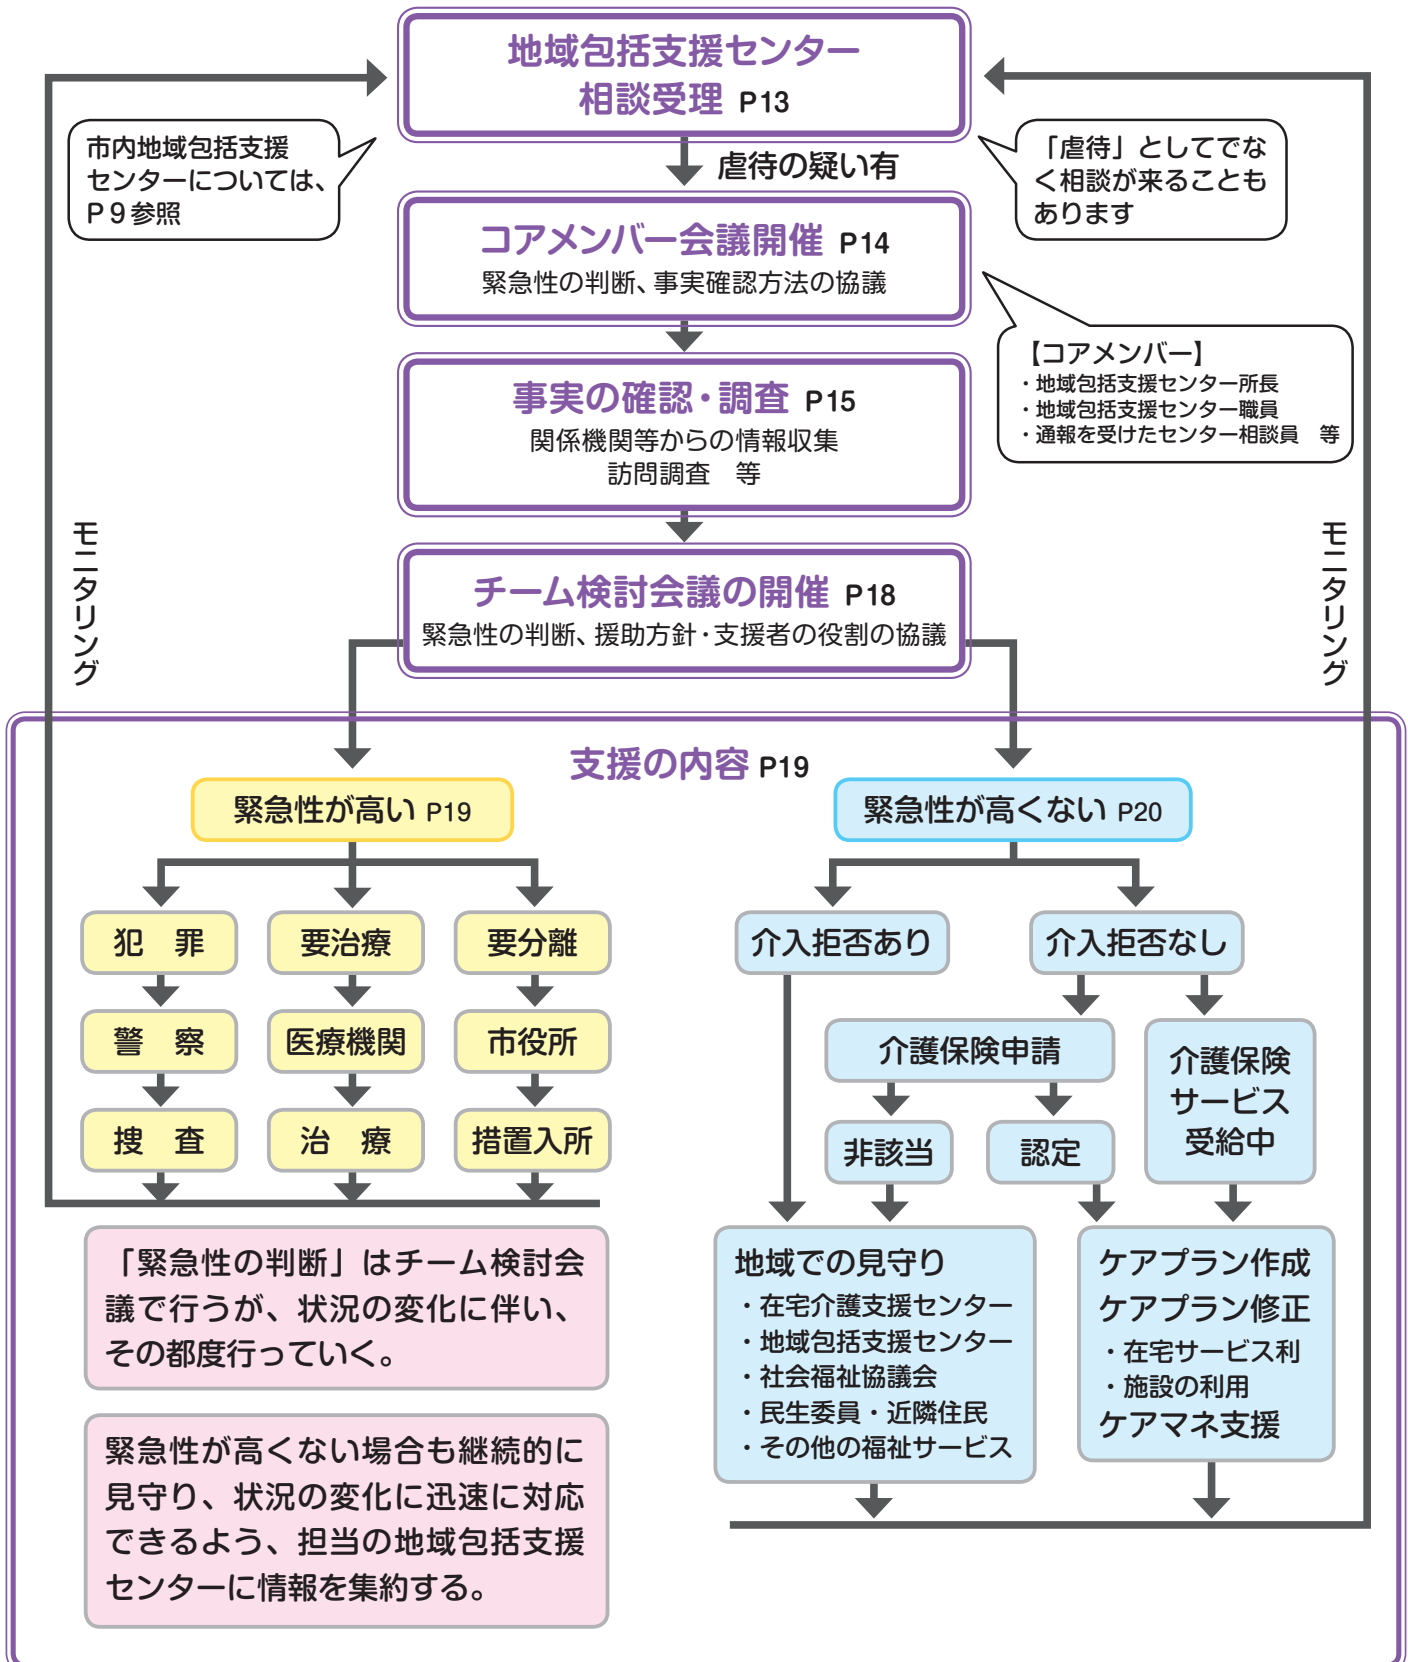 地域包括支援センター
相談受理 P13
市内地域包括支援
センターについては、
P9参照
虐待の疑い有
「虐待」としてでな
く相談が来ることも
あります
コアメンバー会議開催 P14
緊急性の判断、事実確認方法の協議
【コアメンバー】
・地域包括支援センター所長
・地域包括支援センター職員
・通報を受けたセンター相談員　等
事実の確認・調査 P15
関係機関等からの情報収集
訪問調査　等
モニタリング
モニタリング
チーム検討会議の開催 P18
緊急性の判断、援助方針・支援者の役割の協議
支援の内容 P19
緊急性が高い P19
犯　罪
要治療
要分離
警　察
医療機関
市役所
捜　査
治　療
措置入所
緊急性が高くない P20
介入拒否あり
介入拒否なし
介護保険申請
介護保険
サービス
受給中
非該当
認定
地域での見守り
・在宅介護支援センター
・地域包括支援センター
・社会福祉協議会
・民生委員・近隣住民
・その他の福祉サービス
ケアプラン作成
ケアプラン修正
・在宅サービス利
・施設の利用
ケアマネ支援
「緊急性の判断」はチーム検討会
議で行うが、状況の変化に伴い、
その都度行っていく。
緊急性が高くない場合も継続的に
見守り、状況の変化に迅速に対応
できるよう、担当の地域包括支援
センターに情報を集約する。